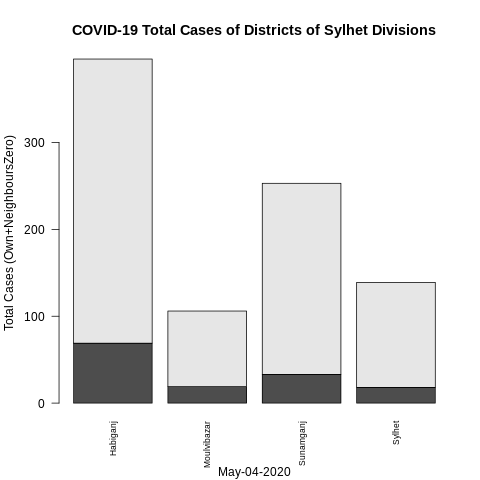 COVID-19 Total Cases of Districts of Sylhet Divisions
Total Cases (Own+NeighboursZero)
300
200
100
0
Habiganj
Moulvibazar
Sunamganj
Sylhet
May-04-2020